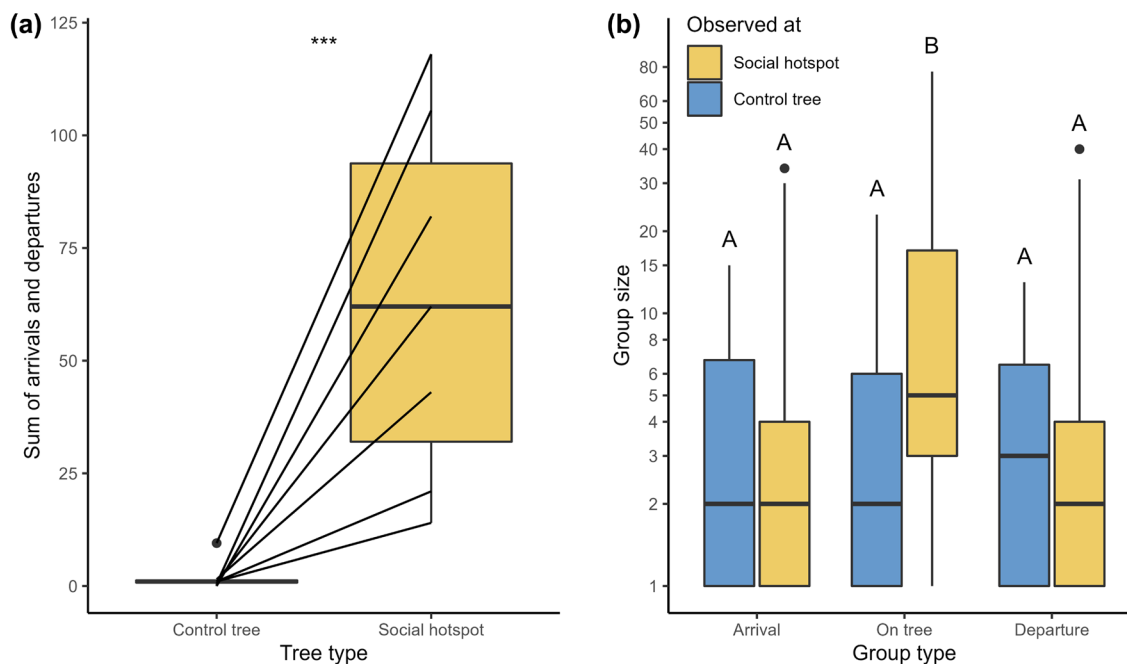 (a)
***
125
100
75
50
25
0
Sum of arrivals and departures
Control tree
Social hotspot
Tree type
(b)
Observed at
Social hotspot
Control tree
80
60
50
40
30
20
15
10
8
6
5
4
3
2
1
Group size
A
A
A
B
A
A
Arrival
On tree
Departure
Group type